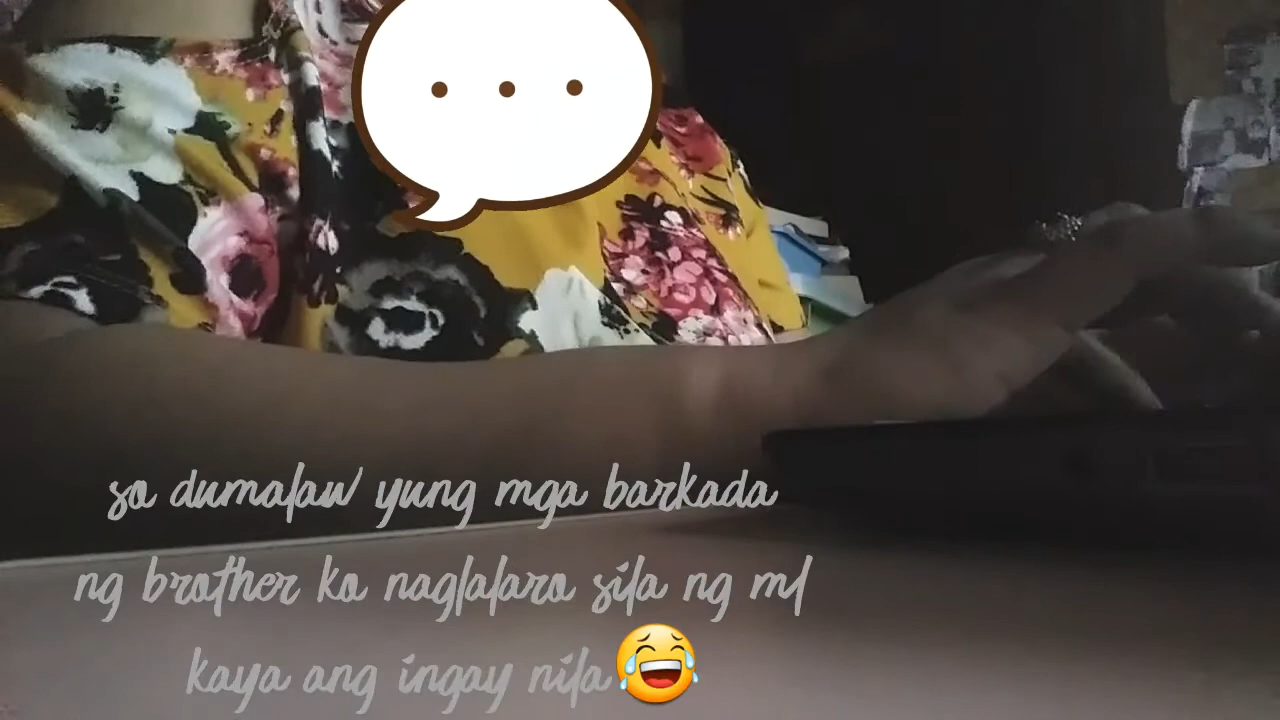 so dumalaw yung mga barkada
ng brother ko naglalaro sila ng ml
kaya ang ingay nila😂